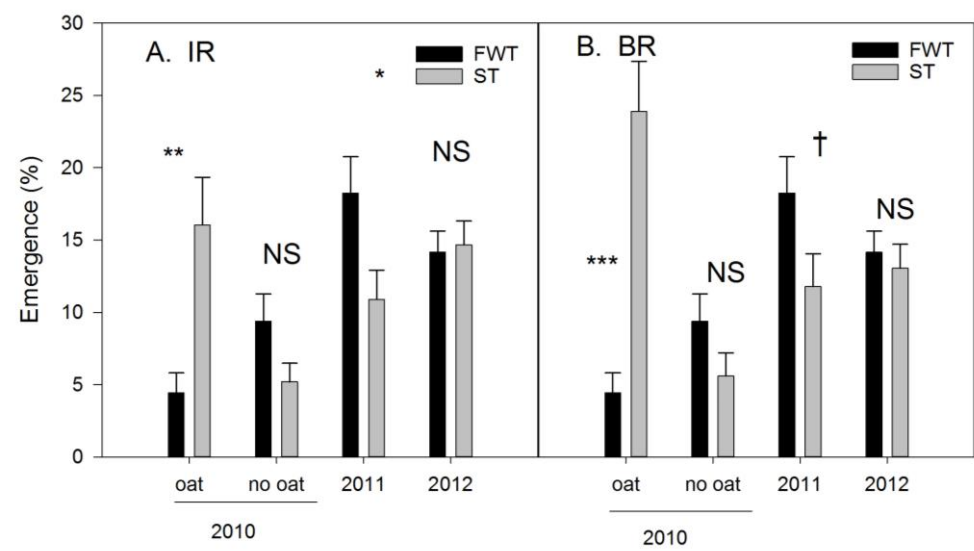 30
25
20
15
10
5
0
Emergence (%)
A. IR
FWT
ST
*
**
NS
NS
oat
no oat
2011
2012
2010
B. BR
FWT
ST
***
NS
†
NS
oat
no oat
2011
2012
2010